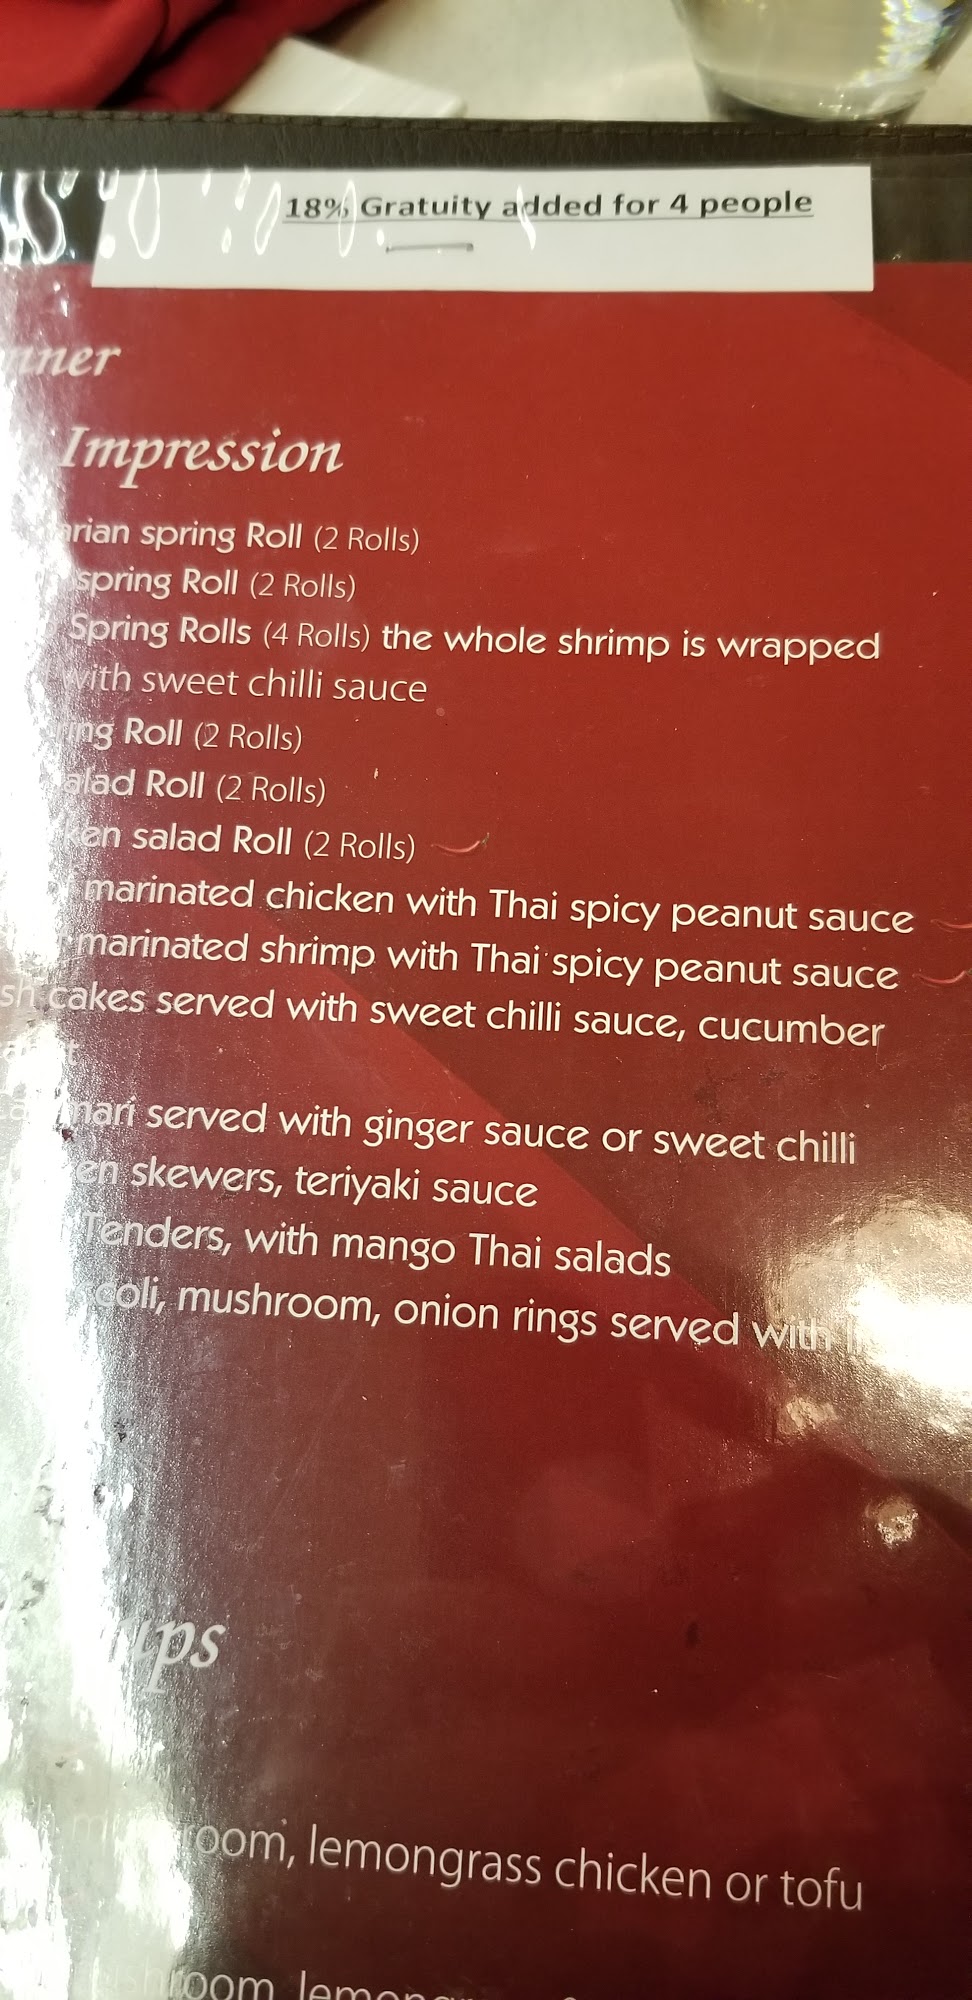 18% Gratuity added for 4 people
Impression
spring Roll (2 Rolls)
spring Roll (2 Rolls)
Spring Rolls (4 Rolls) the whole shrimp is wrapped
with sweet chilli sauce
Roll (2 Rolls)
Roll (2 Rolls)
salad Roll (2 Rolls)
marinated chicken with Thai spicy peanut sauce
marinated shrimp with Thai spicy peanut sauce
cakes served with sweet chilli sauce, cucumber
served with ginger sauce or sweet chilli
skewers, teriyaki sauce
Tenders, with mango Thai salads
mushroom, onion rings served with
lemongrass chicken or tofu